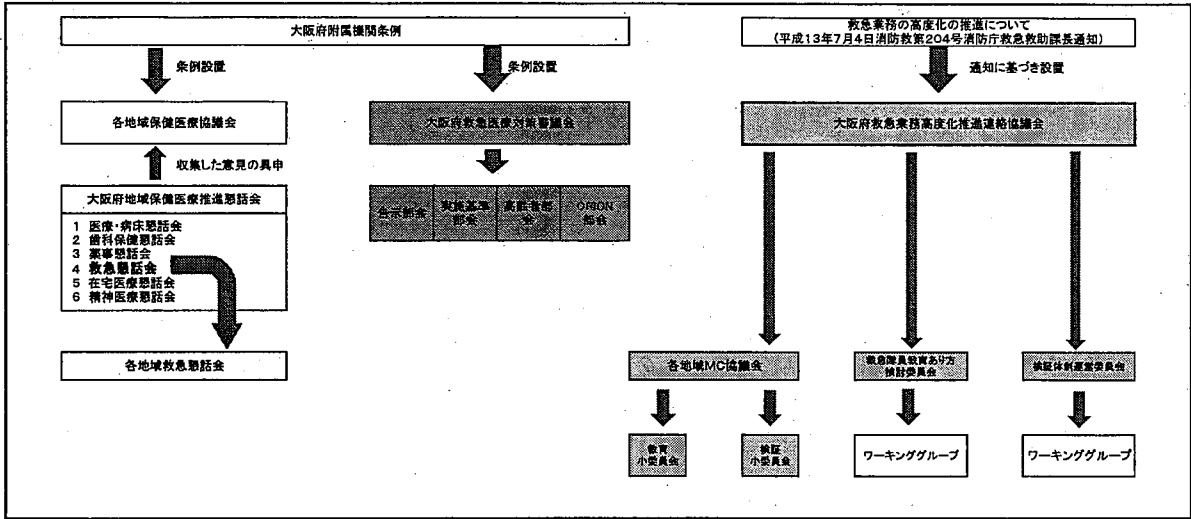 大阪府附属機関条例
救急業務の高度化の推進について
(平成13年7月4日消防救第204号消防庁救急救助課長通知)
条例設置
条例設置
通知に基づき設置
各地域保健医療協議会
大阪府救急医療対策審議会
大阪府救急業務高度化推進連絡協議会
収集した意見の具申
大阪府地域保健医療推進懇話会
1 医療・病床懇話会
2 歯科保健懇話会
3 薬事懇話会
4 救急懇話会
5 在宅医療懇話会
6 精神医療懇話会
告示部会
実施基準
部会
高齢者部
会
ORION
部会
各地域救急懇話会
各地域MC協議会
救急隊員教育あり方
検討委員会
検証体制運営委員会
教育
小委員会
検証
小委員会
ワーキンググループ
ワーキンググループ